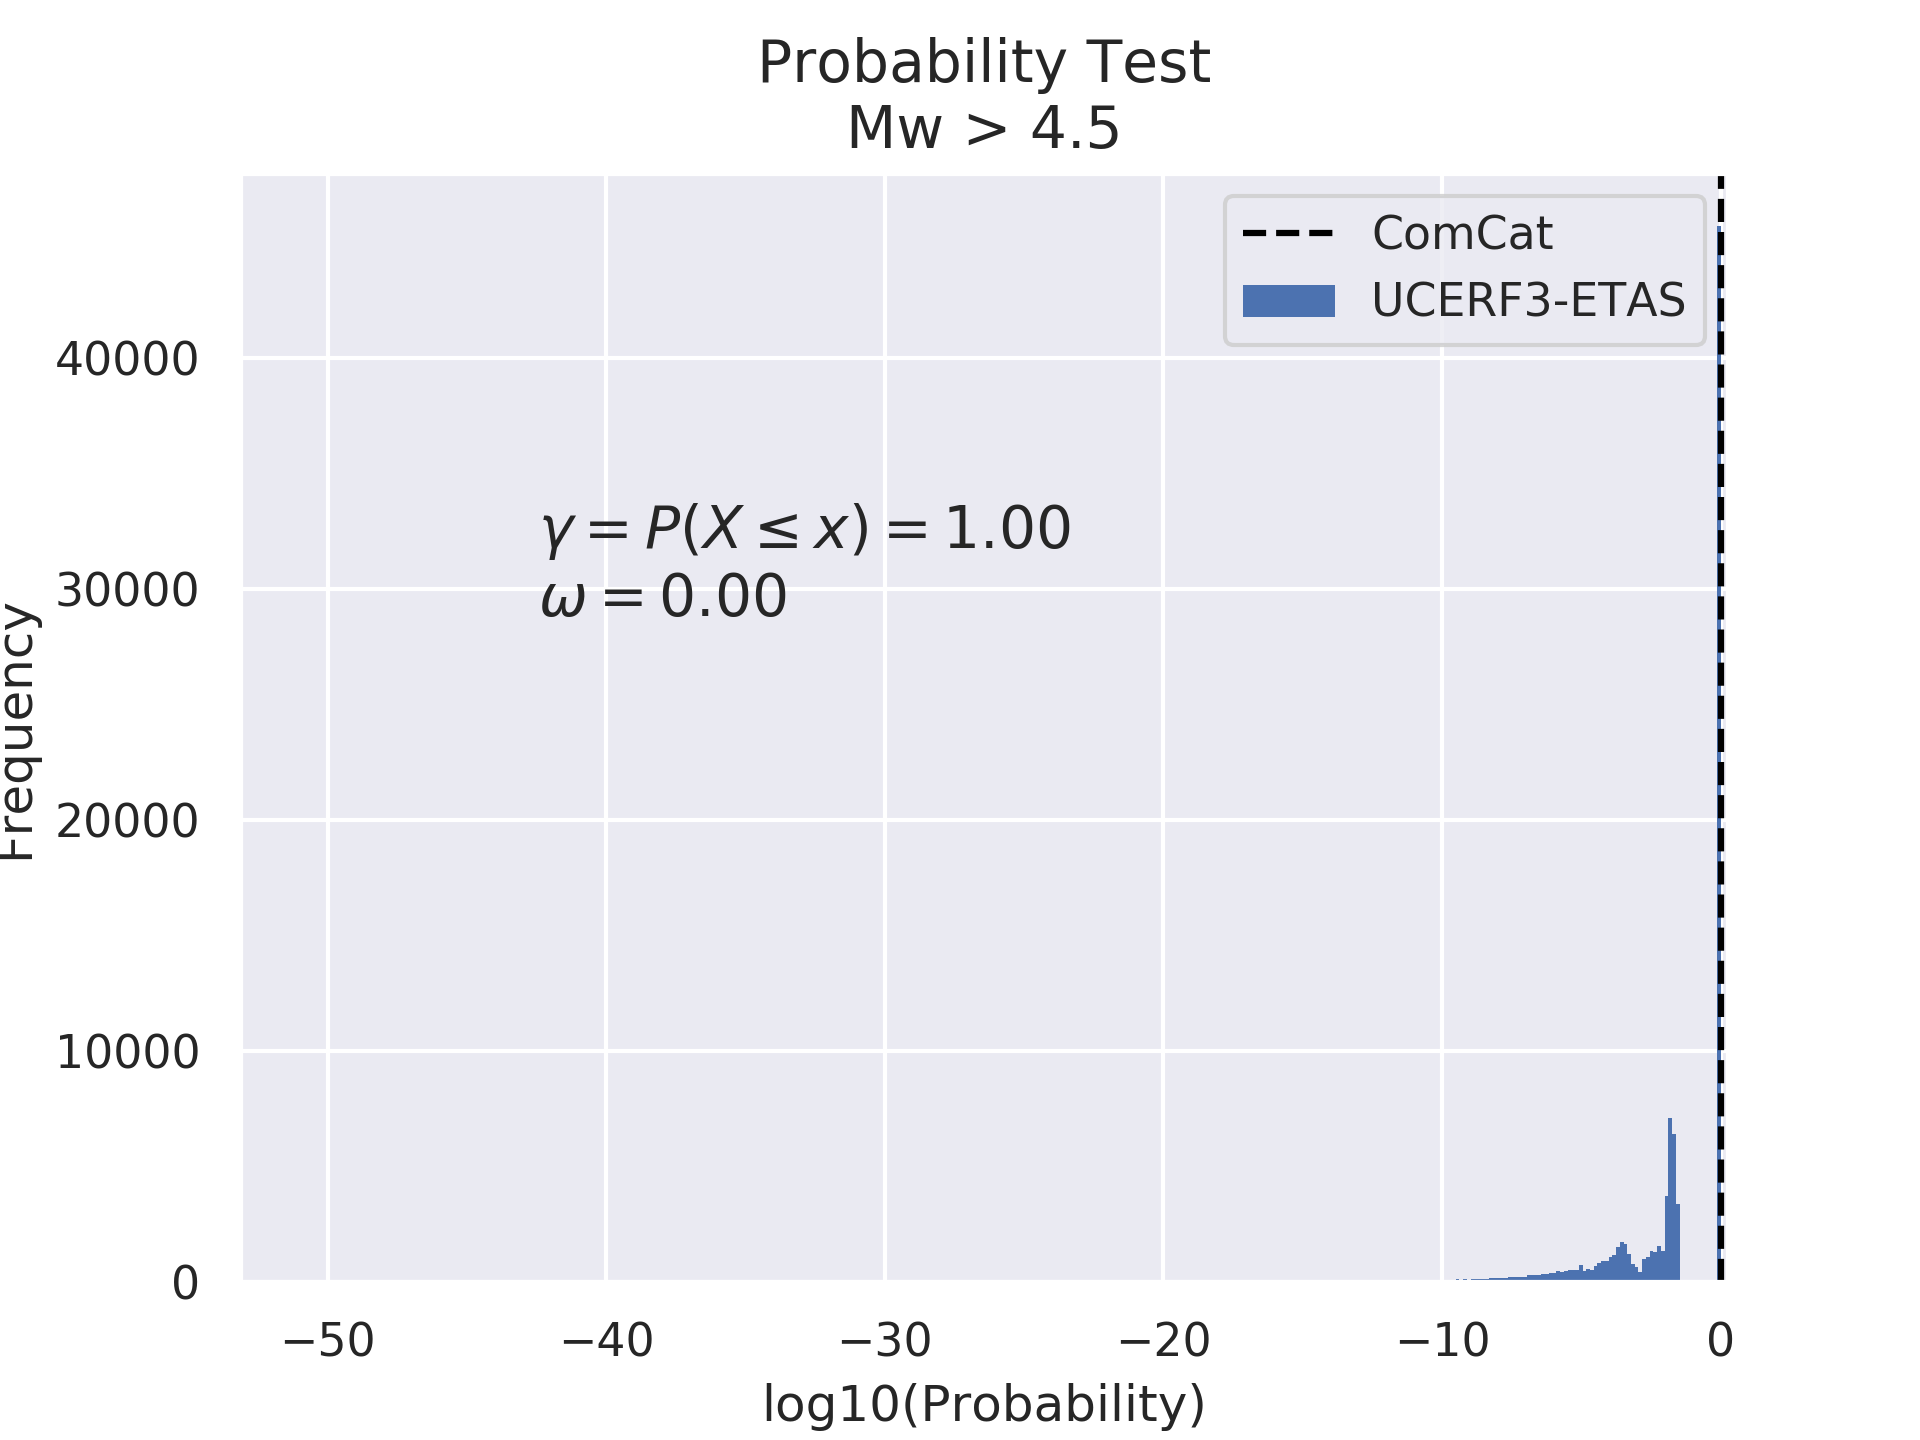 Probability Test
Mw > 4.5
ComCat
UCERF3-ETAS
γ = P(X ≤ x) = 1.00
ω = 0.00
Frequency
40000
30000
20000
10000
0
−50 −40 −30 −20 −10 0
log10(Probability)